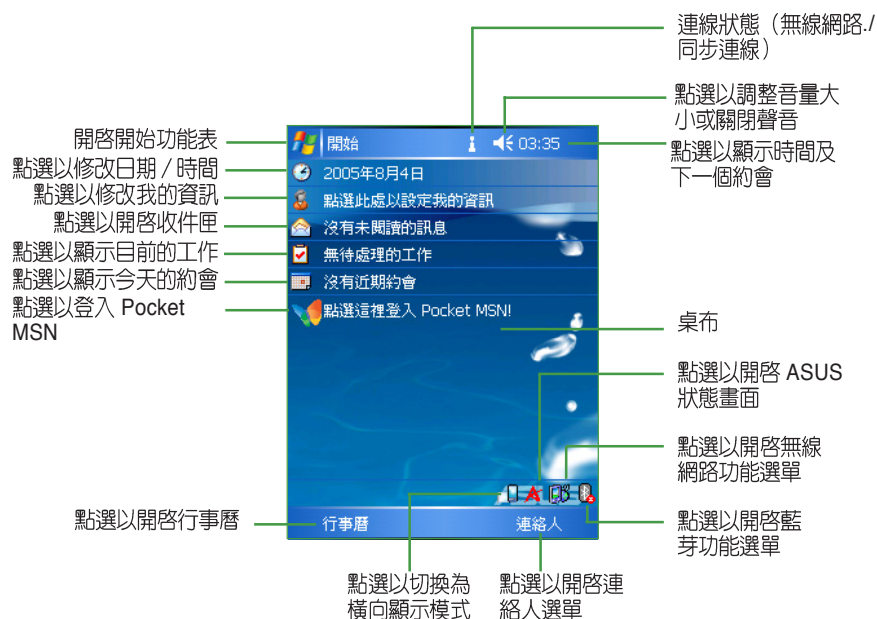 連線狀態（無線網路./
同步連線）
點選以調整音量大
小或關閉聲音
點選以顯示時間及
下一個約會
開啟開始功能表
點選以修改日期／時間
點選以修改我的資訊
點選以開啟收件匣
點選以顯示目前的工作
點選以顯示今天的約會
點選以登入 Pocket
MSN
開始
03:35
2005年8月4日
點選此處以設定我的資訊
沒有未閱讀的訊息
無待處理的工作
沒有近期約會
點選這裡登入 Pocket MSN!
桌布
點選以開啟 ASUS
狀態畫面
點選以開啟無線
網路功能選單
點選以開啟藍
芽功能選單
點選以開啟行事曆
行事曆
連絡人
點選以切換為
橫向顯示模式
點選以開啟連
絡人選單